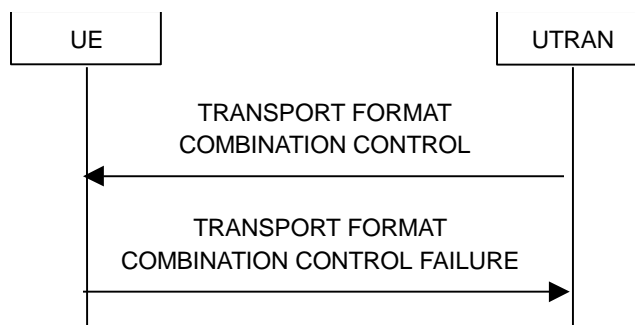 UE
UTRAN
TRANSPORT FORMAT
COMBINATION CONTROL
TRANSPORT FORMAT
COMBINATION CONTROL FAILURE